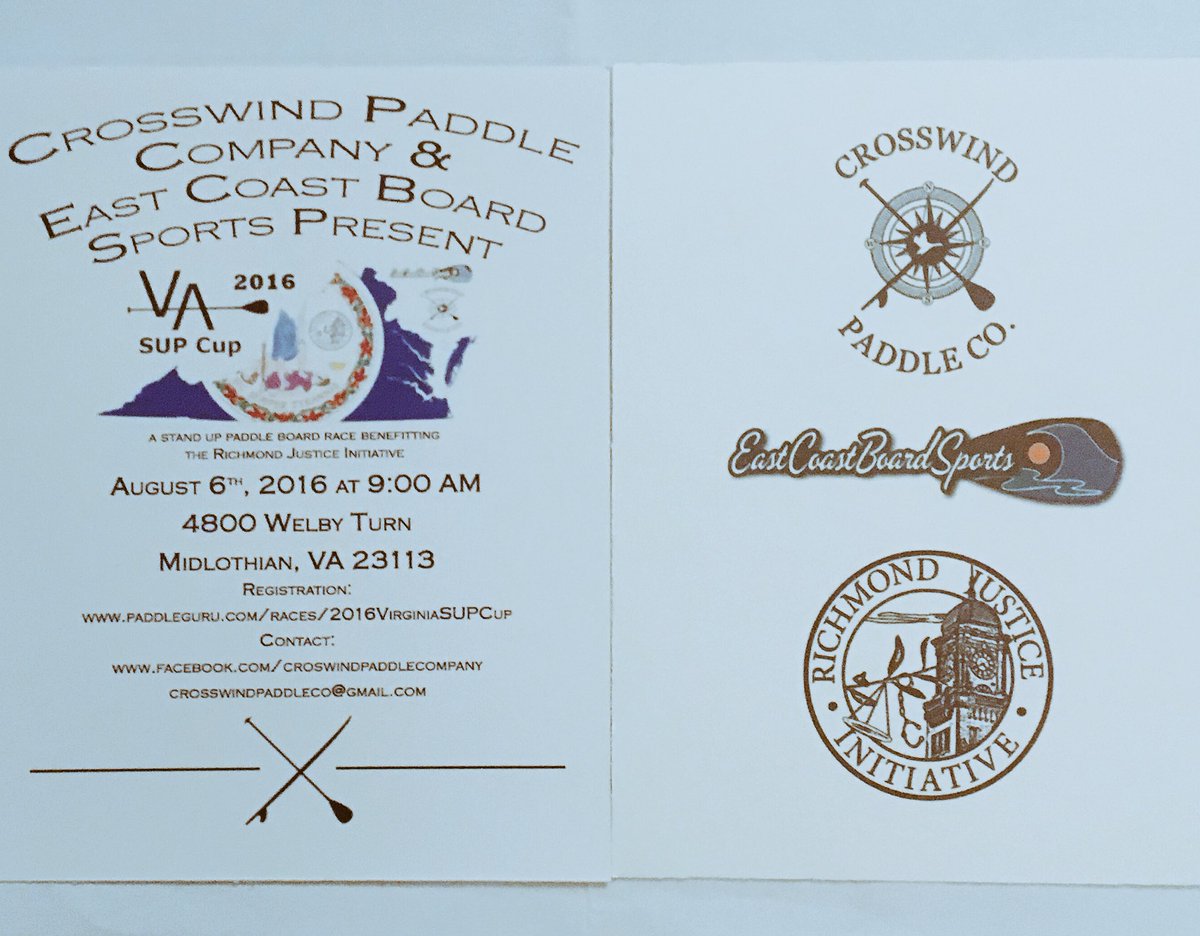 Crosswind Paddle
Company &
East Coast Board
Sports Present
VA 2016
SUP Cup
A stand up paddle board race benefitting
the Richmond Justice Initiative
August 6th, 2016 at 9:00 AM
4800 Welby Turn
Midlothian, VA 23113
Registration:
www.paddleguru.com/races/2016VirginiaSUPCup
Contact:
www.facebook.com/croswindpaddlecompany
crosswindpaddleco@gmail.com
CROSSWIND
PADDLE CO.
EastCoastBoardSports
RICHMOND JUSTICE
INITIATIVE